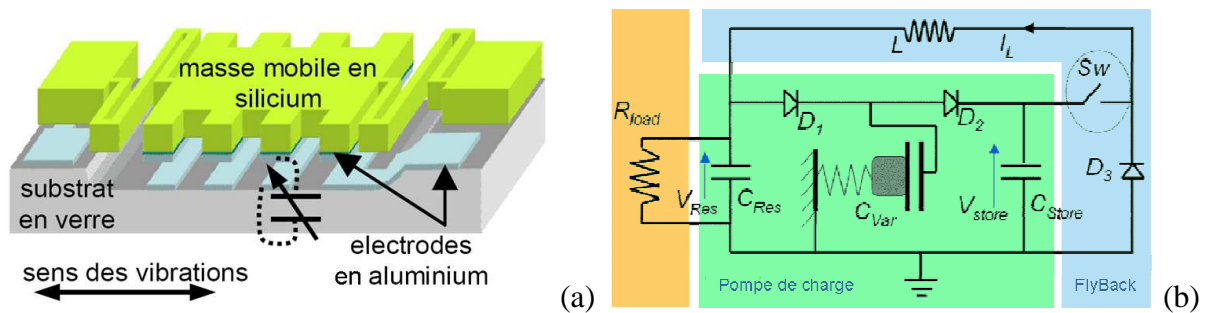 masse mobile en
silicium
substrat
en verre
electrodes
en aluminium
sens des vibrations
(a)
L
I_L
Sw
R_load
D_1
D_2
D_3
V_Res
C_Res
C_Var
V_store
C_Store
Pompe de charge
FlyBack
(b)